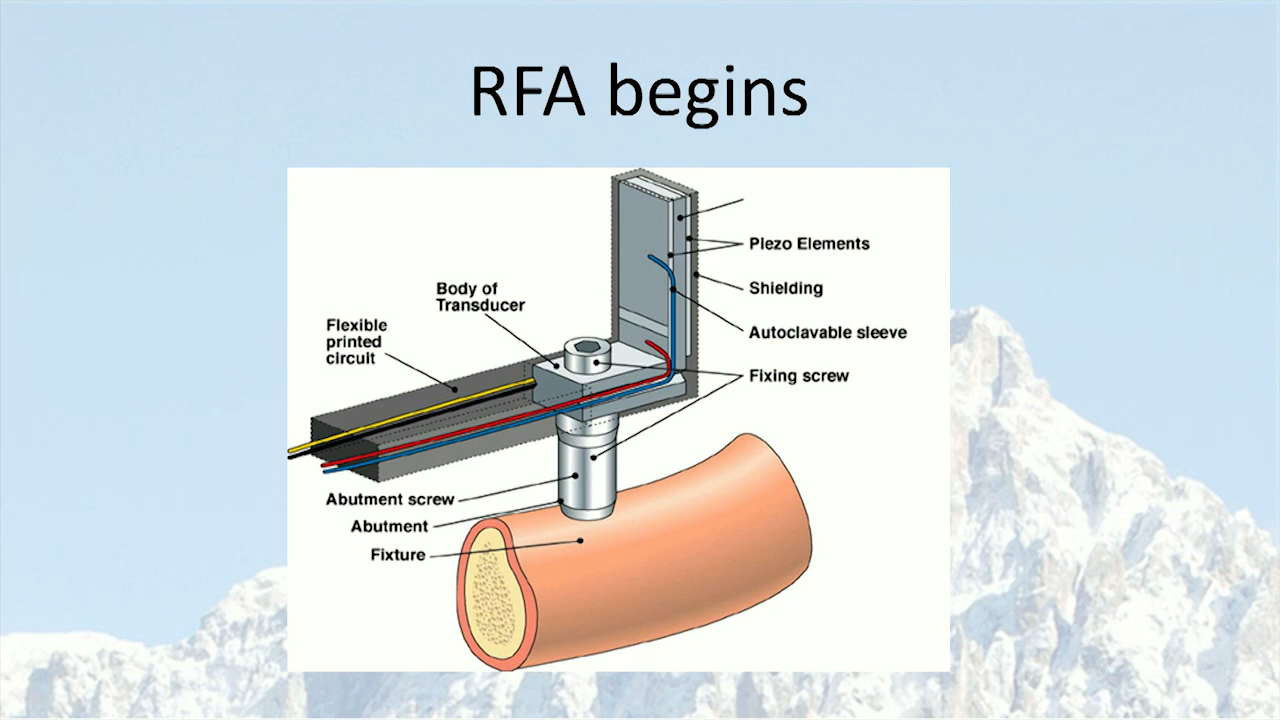 RFA begins
Piezo Elements
Body of
Transducer
Shielding
Flexible
printed
circuit
Autoclavable sleeve
Fixing screw
Abutment screw
Abutment
Fixture